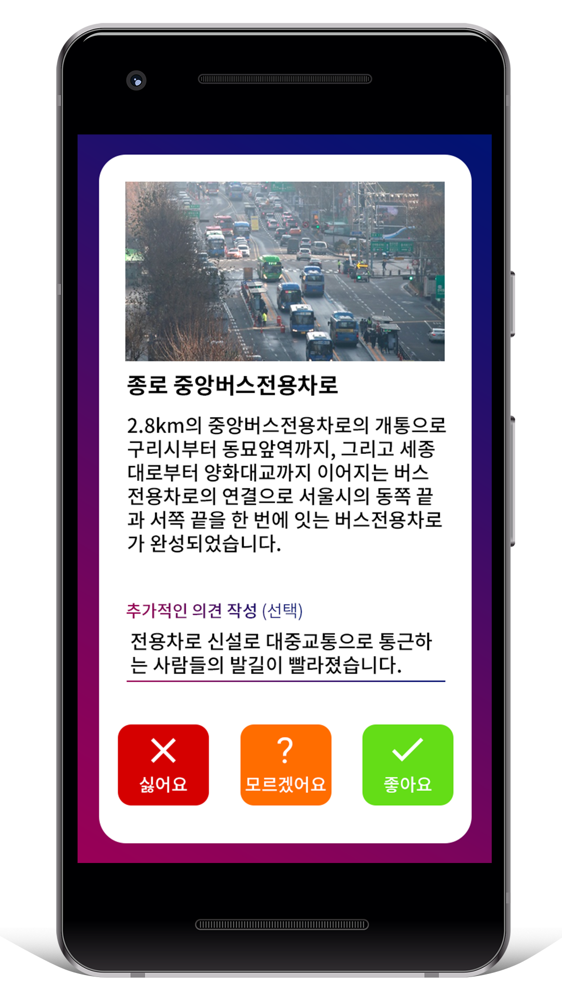 종로 중앙버스전용차로
2.8km의 중앙버스전용차로의 개통으로
구리시부터 동묘앞역까지, 그리고 세종
대로부터 양화대교까지 이어지는 버스
전용차로의 연결으로 서울시의 동쪽 끝
과 서쪽 끝을 한 번에 잇는 버스전용차로
가 완성되었습니다.
추가적인 의견 작성 (선택)
전용차로 신설로 대중교통으로 통근하
는 사람들의 발길이 빨라졌습니다.
싫어요
?
모르겠어요
좋아요